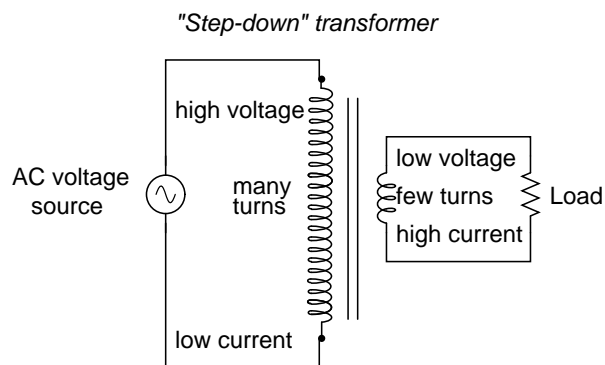 "Step-down" transformer
high voltage
AC voltage
source
many
turns
low current
low voltage
few turns
high current
Load